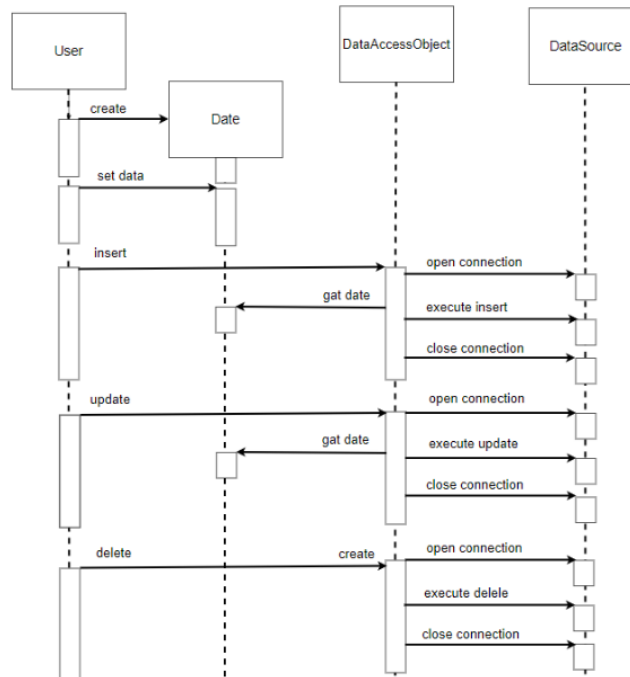 User
DataAccessObject
DataSource
create
Date
set data
insert
open connection
gat date
execute insert
close connection
update
open connection
gat date
execute update
close connection
delete
create
open connection
execute delele
close connection